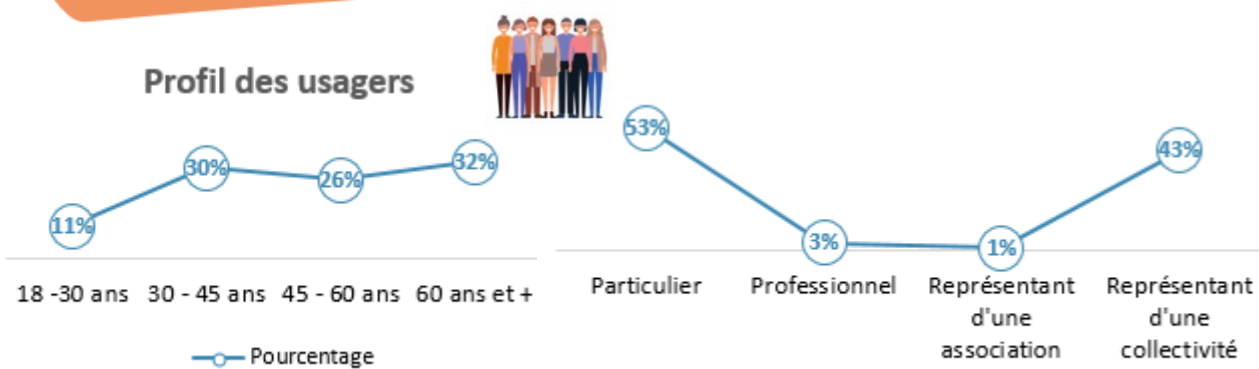 Profil des usagers
11%
30%
26%
32%
18 -30 ans
30 - 45 ans
45 - 60 ans
60 ans et +
Pourcentage
53%
3%
1%
43%
Particulier
Professionnel
Représentant
d'une
association
Représentant
d'une
collectivité